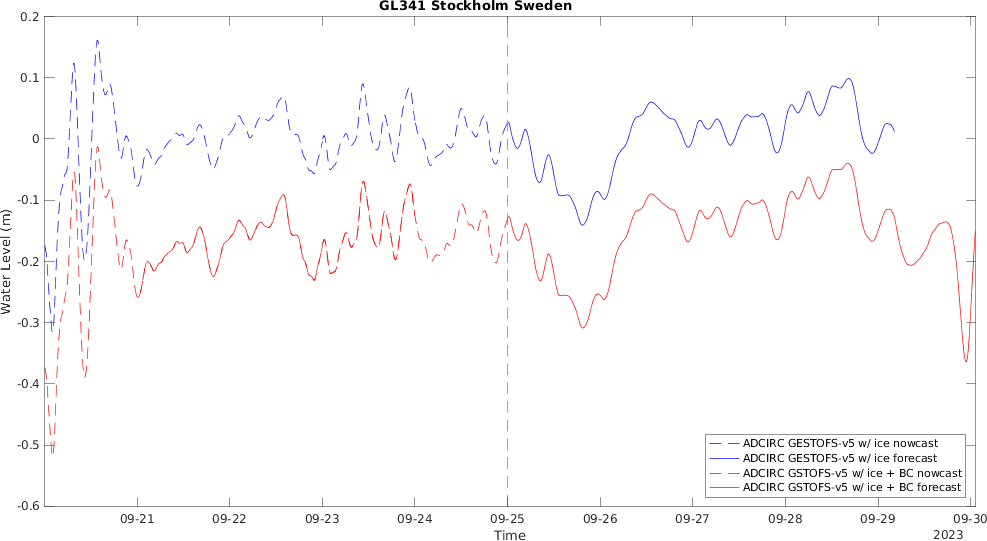 GL341 Stockholm Sweden
0.2
0.1
0
-0.1
-0.2
-0.3
-0.4
-0.5
-0.6
Water Level (m)
ADCIRC GESTOFS-v5 w/ ice nowcast
ADCIRC GESTOFS-v5 w/ ice forecast
ADCIRC GSTOFS-v5 w/ ice + BC nowcast
ADCIRC GSTOFS-v5 w/ ice + BC forecast
09-21 09-22 09-23 09-24 09-25 09-26 09-27 09-28 09-29 09-30
Time
2023